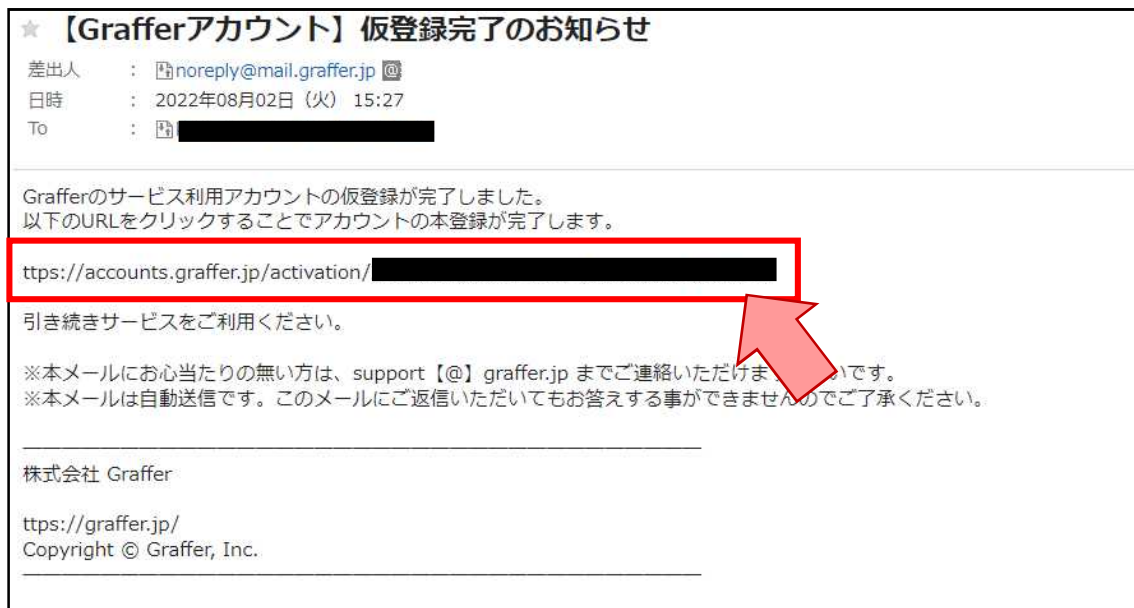 【Grafferアカウント】仮登録完了のお知らせ
差出人 : noreply@mail.graffer.jp @
日時 : 2022年08月02日（火） 15:27
To :
Grafferのサービス利用アカウントの仮登録が完了しました。
以下のURLをクリックすることでアカウントの本登録が完了します。
ttps://accounts.graffer.jp/activation/
引き続きサービスをご利用ください。
※本メールにお心当たりの無い方は、support【@】graffer.jp までご連絡いただけま いです。
※本メールは自動送信です。このメールにご返信いただいてもお答えする事ができませんのでご了承ください。
株式会社 Graffer
ttps://graffer.jp/
Copyright © Graffer, Inc.